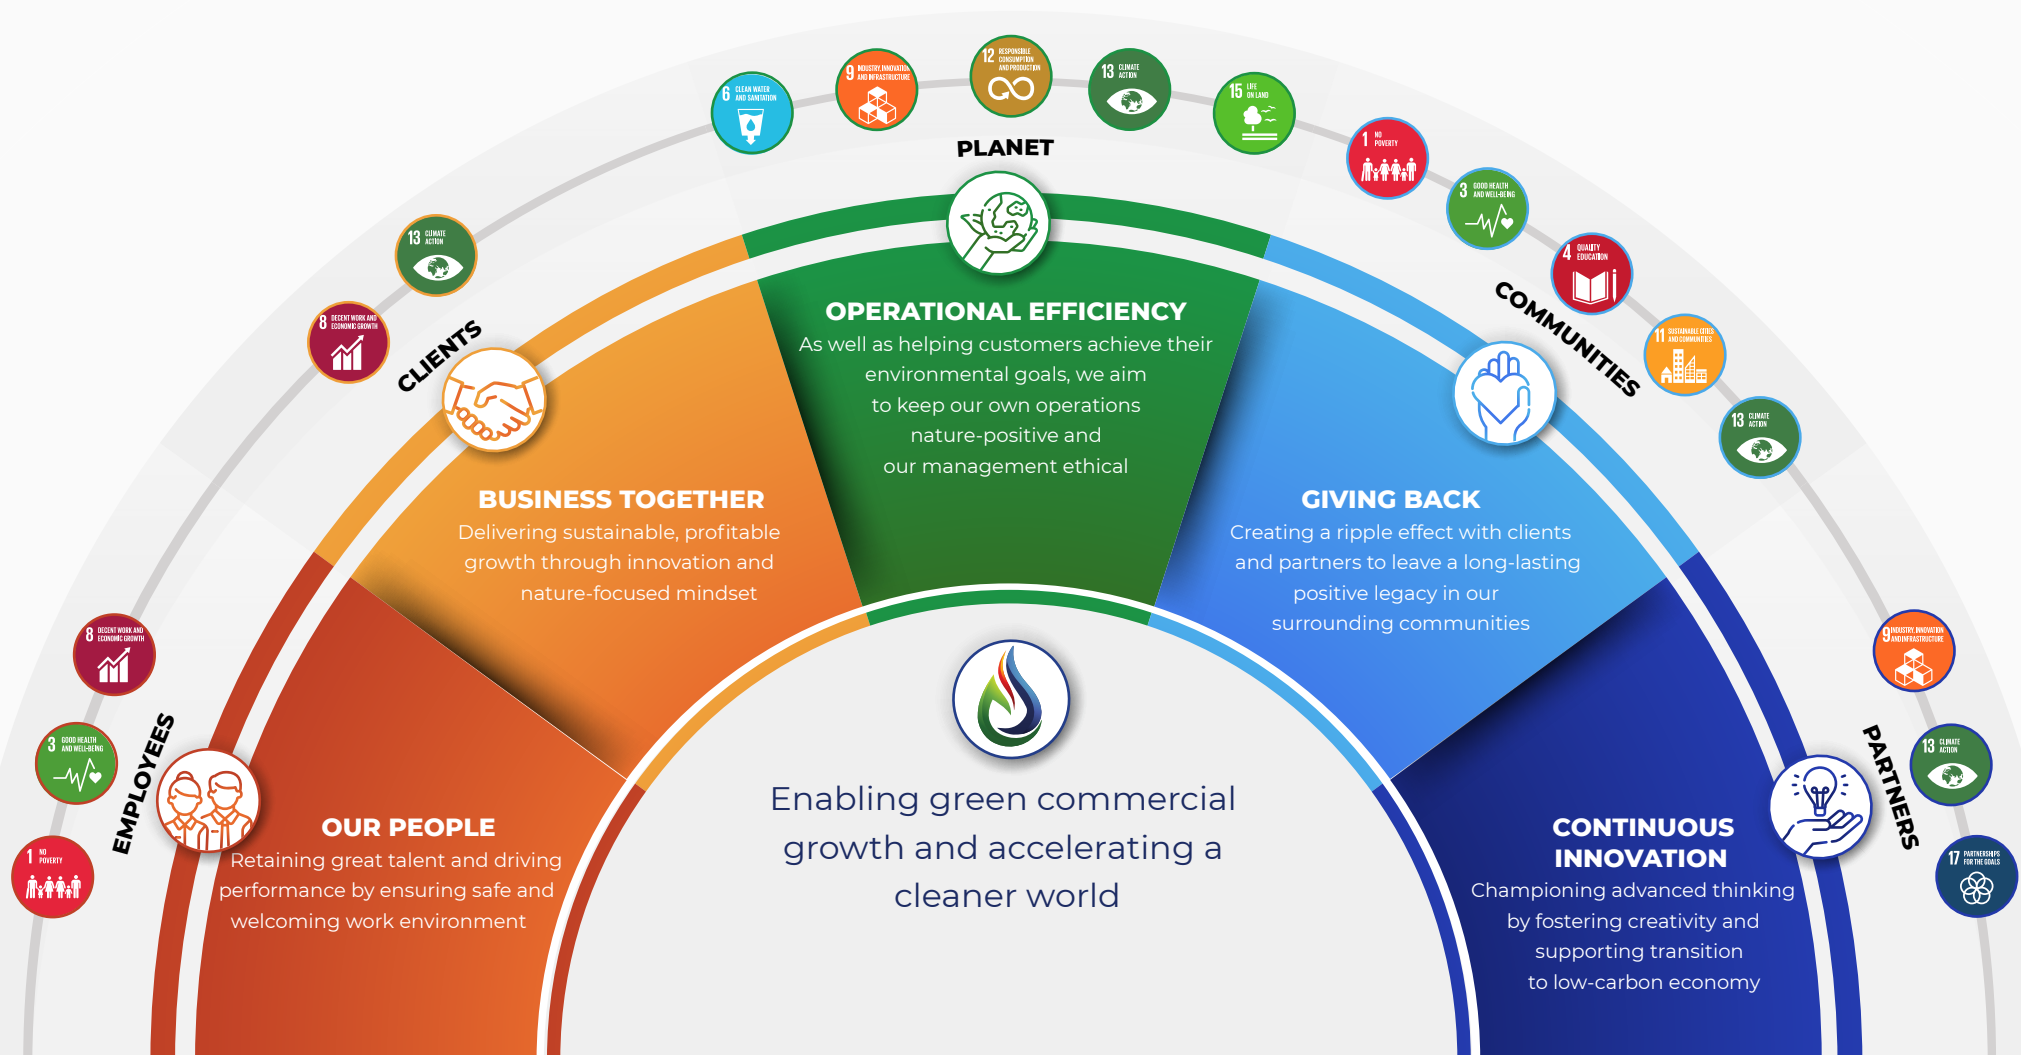 6 CLEAN WATER
AND SANITATION
9 INDUSTRY, INNOVATION
AND INFRASTRUCTURE
12 RESPONSIBLE
CONSUMPTION
AND PRODUCTION
13 CLIMATE
ACTION
15 LIFE
ON LAND
PLANET
OPERATIONAL EFFICIENCY
As well as helping customers achieve their
environmental goals, we aim
to keep our own operations
nature-positive and
our management ethical
13 CLIMATE
ACTION
8 DECENT WORK AND
ECONOMIC GROWTH
CLIENTS
BUSINESS TOGETHER
Delivering sustainable, profitable
growth through innovation and
nature-focused mindset
1 NO
POVERTY
3 GOOD HEALTH
AND WELL-BEING
4 QUALITY
EDUCATION
11 SUSTAINABLE CITIES
AND COMMUNITIES
13 CLIMATE
ACTION
COMMUNITIES
GIVING BACK
Creating a ripple effect with clients
and partners to leave a long-lasting
positive legacy in our
surrounding communities
8 DECENT WORK AND
ECONOMIC GROWTH
3 GOOD HEALTH
AND WELL-BEING
1 NO
POVERTY
EMPLOYEES
OUR PEOPLE
Retaining great talent and driving
performance by ensuring safe and
welcoming work environment
Enabling green commercial
growth and accelerating a
cleaner world
9 INDUSTRY, INNOVATION
AND INFRASTRUCTURE
13 CLIMATE
ACTION
17 PARTNERSHIPS
FOR THE GOALS
PARTNERS
CONTINUOUS
INNOVATION
Championing advanced thinking
by fostering creativity and
supporting transition
to low-carbon economy